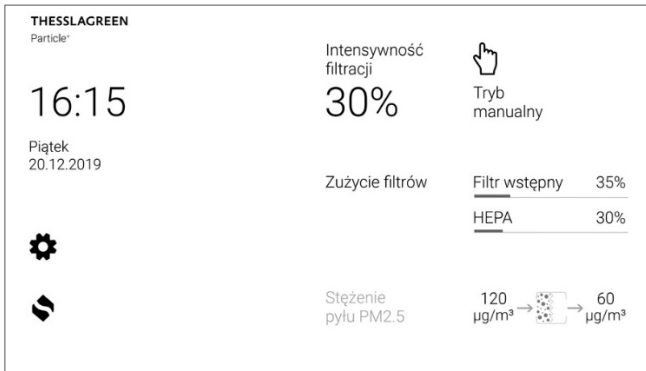 THESSLAGREEN
Particle+
16:15
Piątek
20.12.2019
Intensywność
filtracji
30%
Tryb
manualny
Zużycie filtrów
Filtr wstępny 35%
HEPA 30%
Stężenie
pyłu PM2.5
120
µg/m³
60
µg/m³